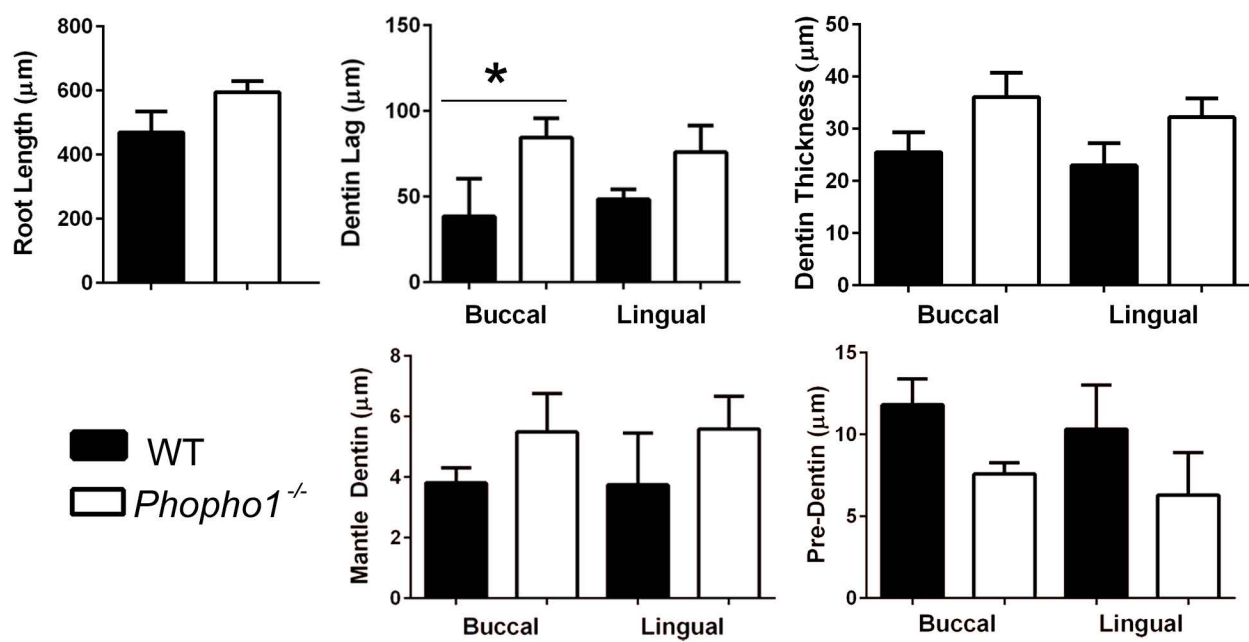 Root Length (μm)
800
600
400
200
0
Dentin Lag (μm)
150
100
50
0
*
Buccal Lingual
Dentin Thickness (μm)
50
40
30
20
10
0
Buccal Lingual
WT
Phopho1 -/-
Mantle Dentin (μm)
8
6
4
2
0
Buccal Lingual
Pre-Dentin (μm)
15
10
5
0
Buccal Lingual